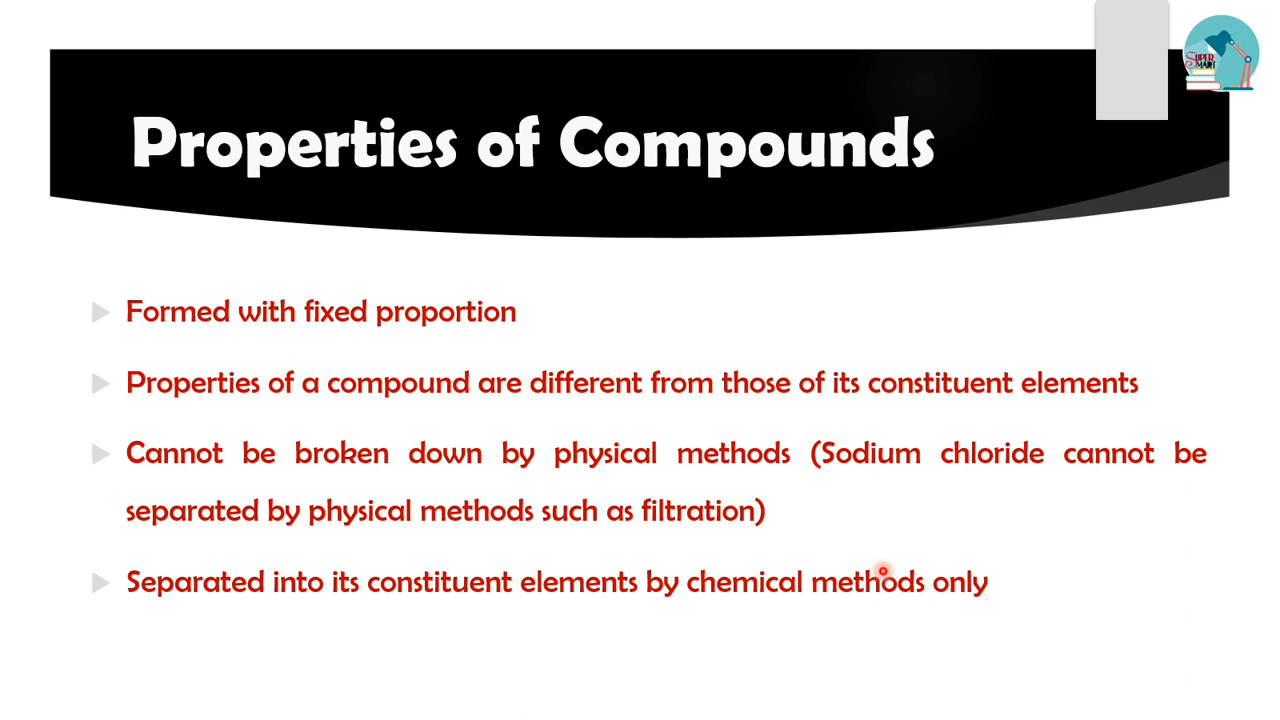 SUPER
SMART
Properties of Compounds
Formed with fixed proportion
Properties of a compound are different from those of its constituent elements
Cannot be broken down by physical methods (Sodium chloride cannot be
separated by physical methods such as filtration)
Separated into its constituent elements by chemical methods only